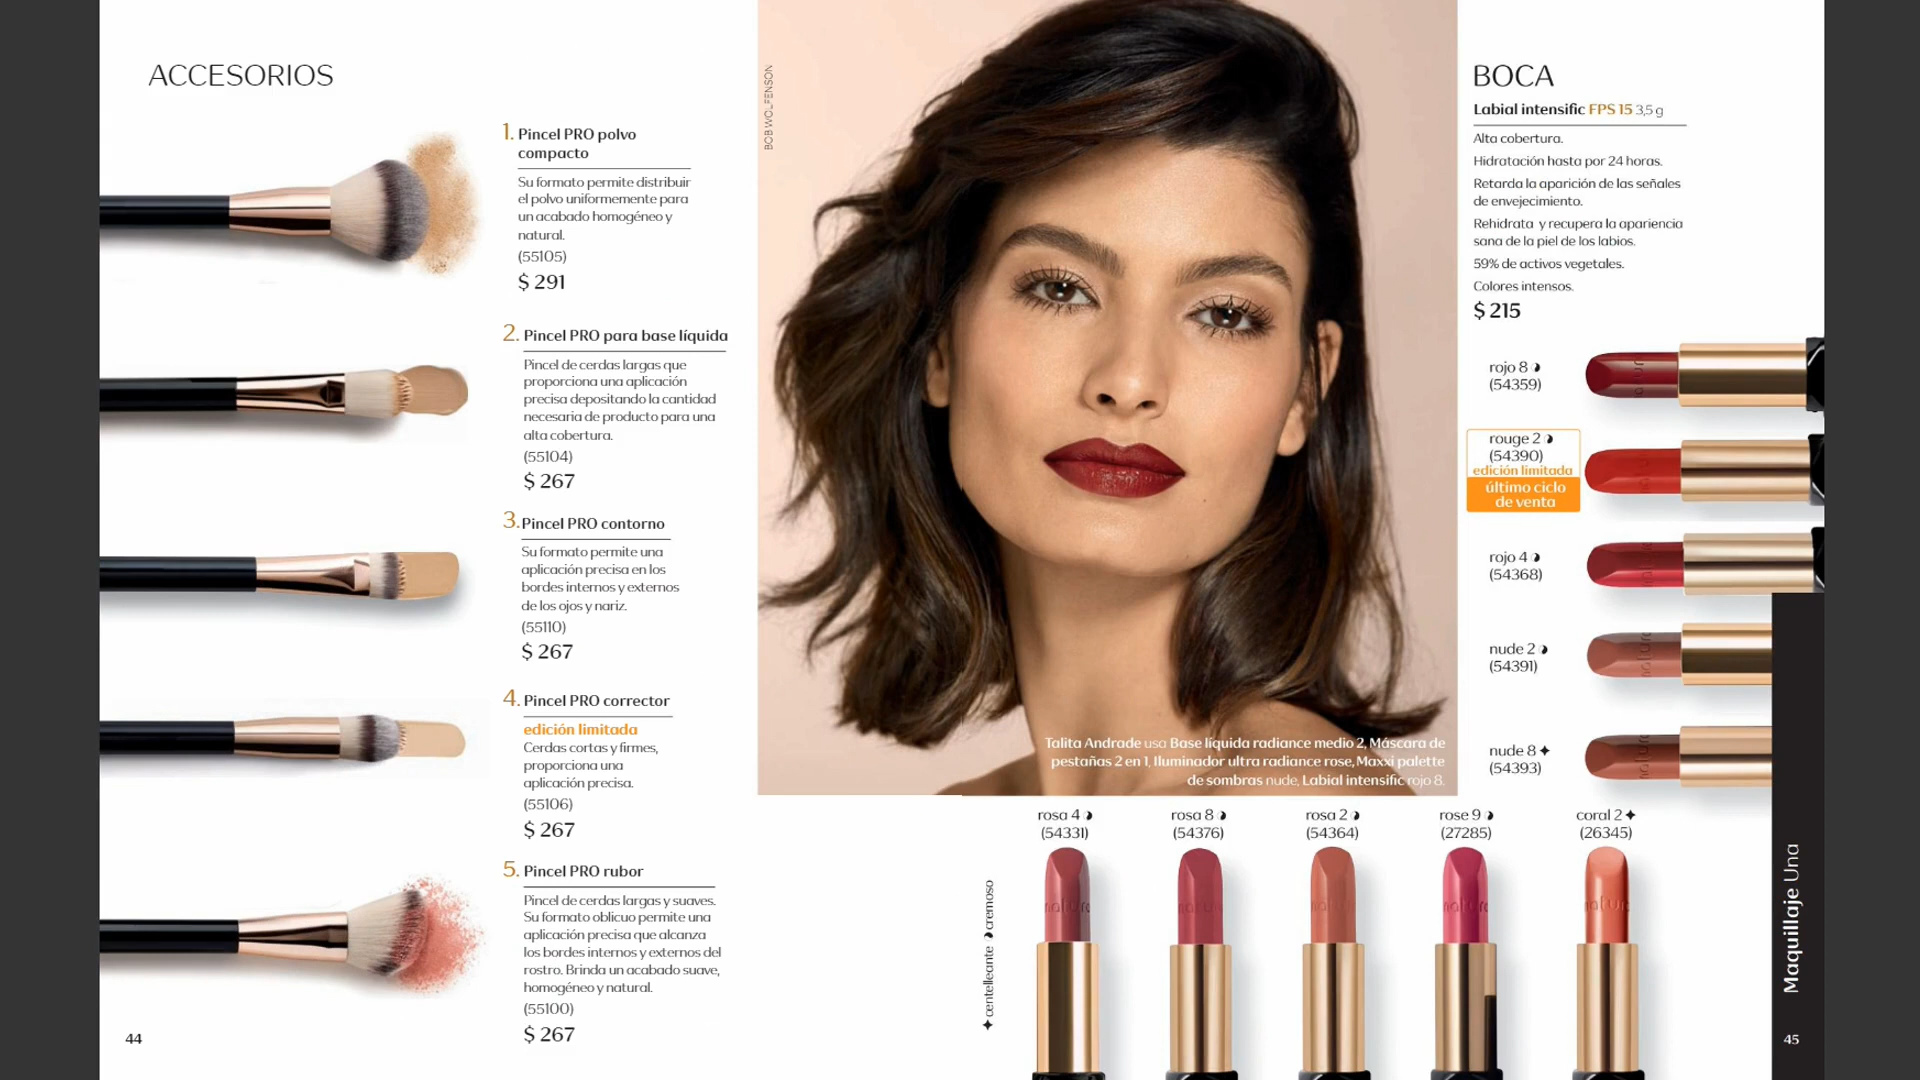 ACCESORIOS
1. Pincel PRO polvo
compacto
Su formato permite distribuir
el polvo uniformemente para
un acabado homogéneo y
natural.
(55105)
$ 291
2. Pincel PRO para base líquida
Pincel de cerdas largas que
proporciona una aplicación
precisa depositando la cantidad
necesaria de producto para una
alta cobertura.
(55104)
$ 267
3. Pincel PRO contorno
Su formato permite una
aplicación precisa en los
bordes internos y externos
de los ojos y nariz.
(55110)
$ 267
4. Pincel PRO corrector
edición limitada
Cerdas cortas y firmes,
proporciona una
aplicación precisa.
(55106)
$ 267
5. Pincel PRO rubor
Pincel de cerdas largas y suaves.
Su formato oblicuo permite una
aplicación precisa que alcanza
los bordes internos y externos del
rostro. Brinda un acabado suave,
homogéneo y natural.
(55100)
$ 267
44
BOB WOLFENSON
Talita Andrade usa Base líquida radiance medio 2, Máscara de
pestañas 2 en 1, Iluminador ultra radiance rose, Maxxi palette
de sombras nude, Labial intensific rojo 8.
BOCA
Labial intensific FPS 15 3,5 g
Alta cobertura.
Hidratación hasta por 24 horas.
Retarda la aparición de las señales
de envejecimiento.
Rehidrata y recupera la apariencia
sana de la piel de los labios.
59% de activos vegetales.
Colores intensos.
$ 215
rojo 8
(54359)
rouge 2
(54390)
edición limitada
último ciclo
de venta
rojo 4
(54368)
nude 2
(54391)
nude 8 ✦
(54393)
rosa 4
(54331)
rosa 8
(54376)
rosa 2
(54364)
rose 9
(27285)
coral 2 ✦
(26345)
natura
natura
natura
natura
natura
✦ centelleante cremoso
Maquillaje Una
45